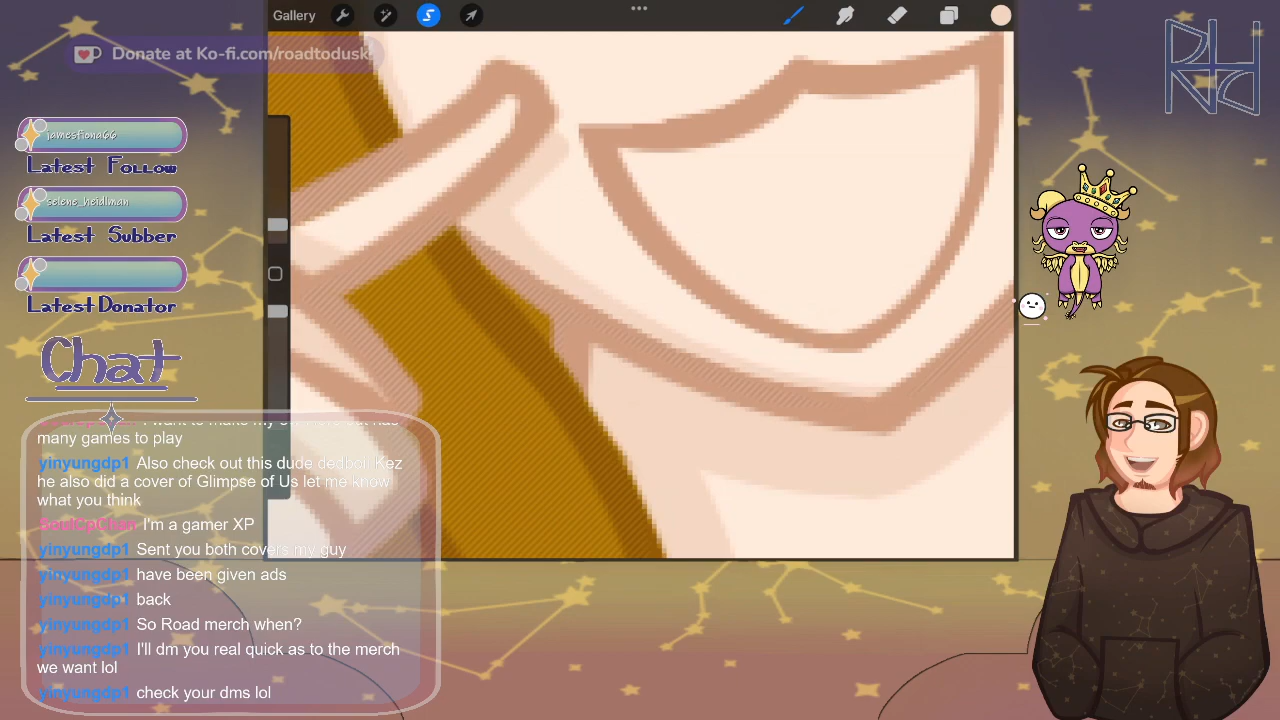 Gallery
Donate at Ko-fi.com/roadtodusk
jamesfiona66
Latest Follow
selene_heidlman
Latest Subber
Latest Donator
Chat
many games to play
yinyungdp1 Also check out this dude
he also did a cover of Glimpse of Us let me know
what you think
I'm a gamer XP
yinyungdp1 Sent you both covers my guy
yinyungdp1 have been given ads
yinyungdp1 back
yinyungdp1 So Road merch when?
yinyungdp1 I'll dm you real quick as to the merch
we want lol
yinyungdp1 check your dms lol